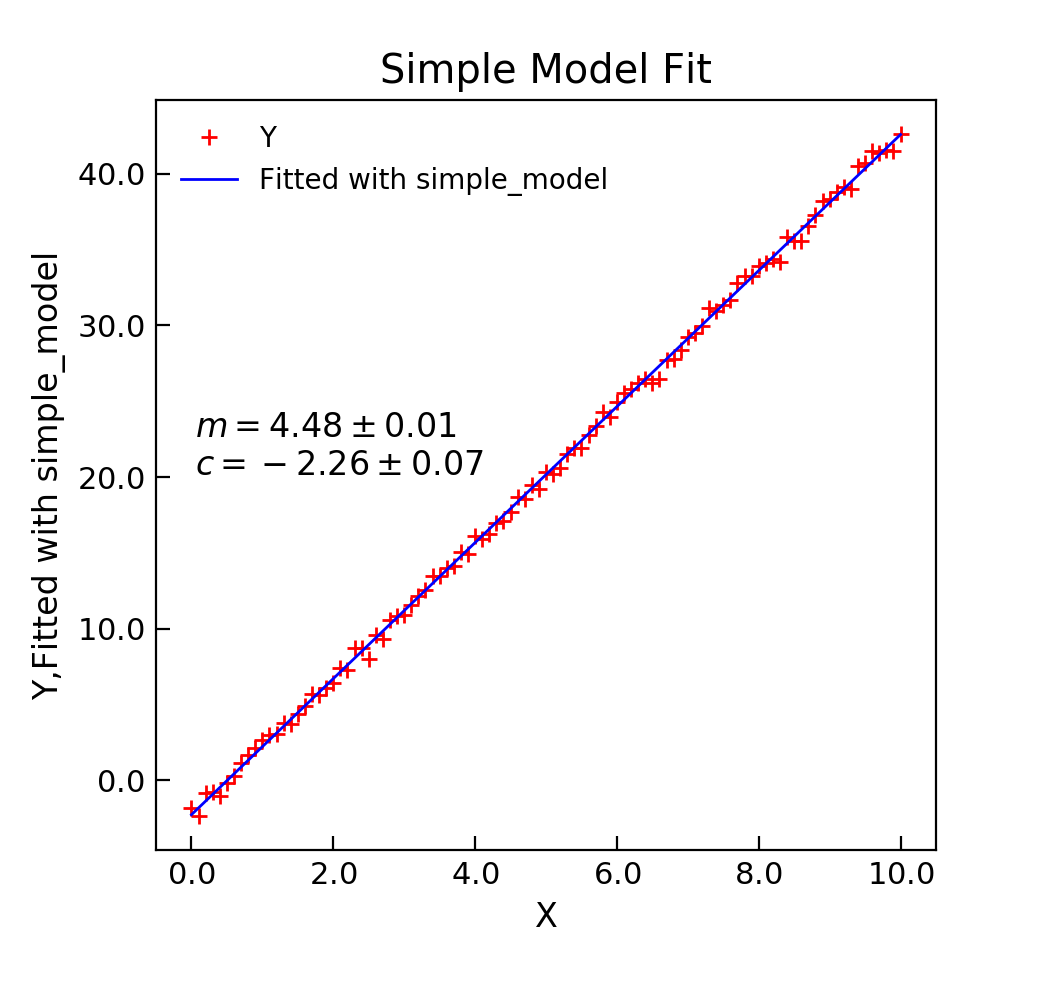 Simple Model Fit
Y
Fitted with simple_model
40.0
30.0
20.0
10.0
0.0
Y,Fitted with simple_model
m = 4.48 ± 0.01
c = − 2.26 ± 0.07
0.0 2.0 4.0 6.0 8.0 10.0
X